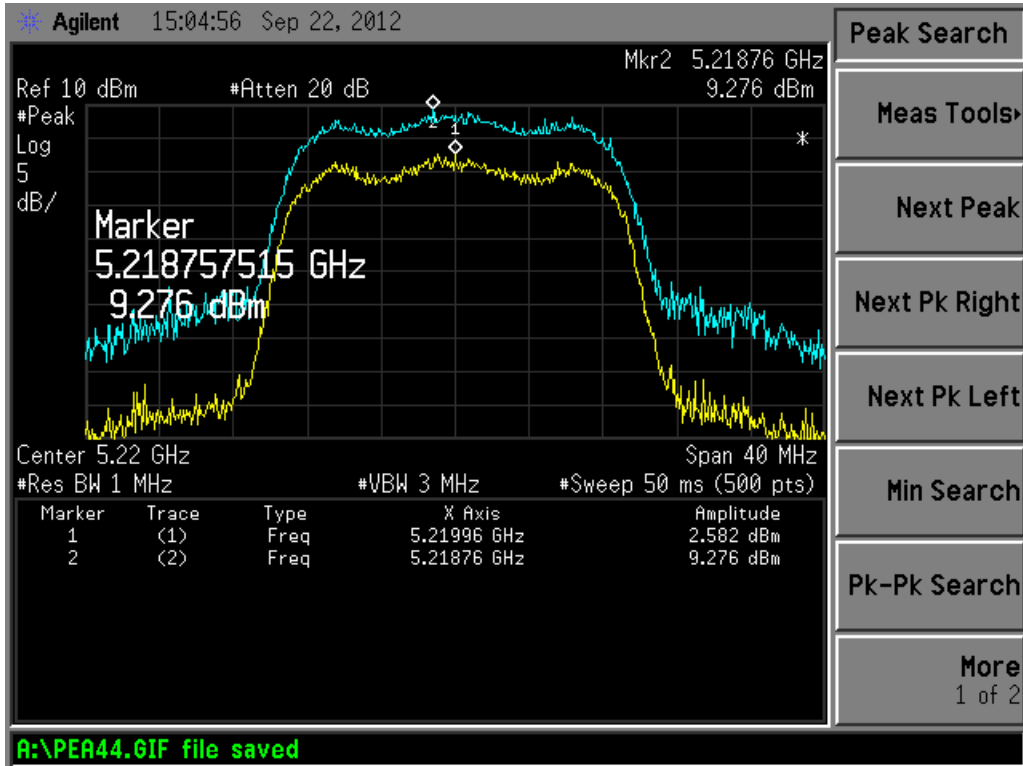 Agilent 15:04:56 Sep 22, 2012
Mkr2 5.21876 GHz
Ref 10 dBm #Atten 20 dB 9.276 dBm
#Peak
Log
5
dB/
2
1
*
Marker
5.218757515 GHz
9.276 dBm
Center 5.22 GHz Span 40 MHz
#Res BW 1 MHz #VBW 3 MHz #Sweep 50 ms (500 pts)
Marker Trace Type X Axis Amplitude
1 (1) Freq 5.21996 GHz 2.582 dBm
2 (2) Freq 5.21876 GHz 9.276 dBm
A:\PEA44.GIF file saved
Peak Search
Meas Tools
Next Peak
Next Pk Right
Next Pk Left
Min Search
Pk-Pk Search
More
1 of 2